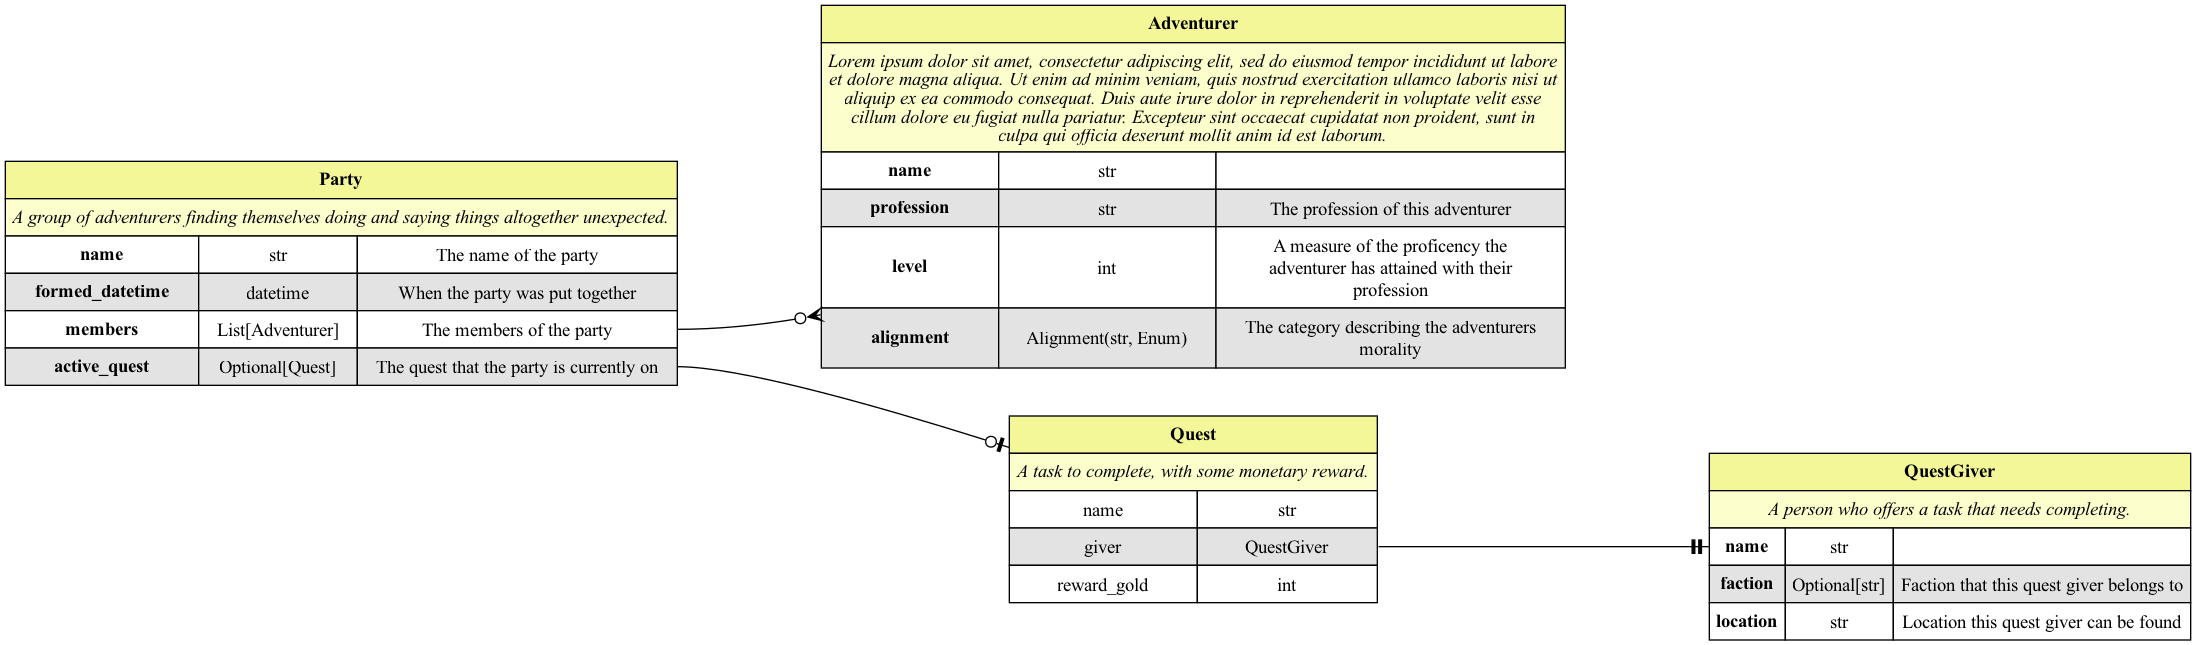 Adventurer
Lorem ipsum dolor sit amet, consectetur adipiscing elit, sed do eiusmod tempor incididunt ut labore
et dolore magna aliqua. Ut enim ad minim veniam, quis nostrud exercitation ullamco laboris nisi ut
aliquip ex ea commodo consequat. Duis aute irure dolor in reprehenderit in voluptate velit esse
cillum dolore eu fugiat nulla pariatur. Excepteur sint occaecat cupidatat non proident, sunt in
culpa qui officia deserunt mollit anim id est laborum.
name str
profession str The profession of this adventurer
level int A measure of the proficency the
adventurer has attained with their
profession
alignment Alignment(str, Enum) The category describing the adventurers
morality
Party
A group of adventurers finding themselves doing and saying things altogether unexpected.
name str The name of the party
formed_datetime datetime When the party was put together
members List[Adventurer] The members of the party
active_quest Optional[Quest] The quest that the party is currently on
Quest
A task to complete, with some monetary reward.
name str
giver QuestGiver
reward_gold int
QuestGiver
A person who offers a task that needs completing.
name str
faction Optional[str] Faction that this quest giver belongs to
location str Location this quest giver can be found